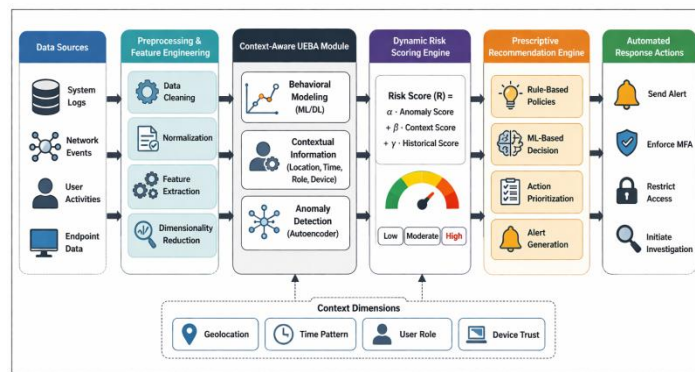 Data Sources
System
Logs
Network
Events
User
Activities
Endpoint
Data
Preprocessing &
Feature Engineering
Data
Cleaning
Normalization
Feature
Extraction
Dimensionality
Reduction
Context-Aware UEBA Module
Behavioral
Modeling
(ML/DL)
Contextual
Information
(Location, Time,
Role, Device)
Anomaly
Detection
(Autoencoder)
Dynamic Risk
Scoring Engine
Risk Score (R) =
α · Anomaly Score
+ β · Context Score
+ γ · Historical Score
Low
Moderate
High
Prescriptive
Recommendation Engine
Rule-Based
Policies
ML-Based
Decision
Action
Prioritization
Alert
Generation
Automated
Response Actions
Send Alert
Enforce MFA
Restrict
Access
Initiate
Investigation
Context Dimensions
Geolocation
Time Pattern
User Role
Device Trust